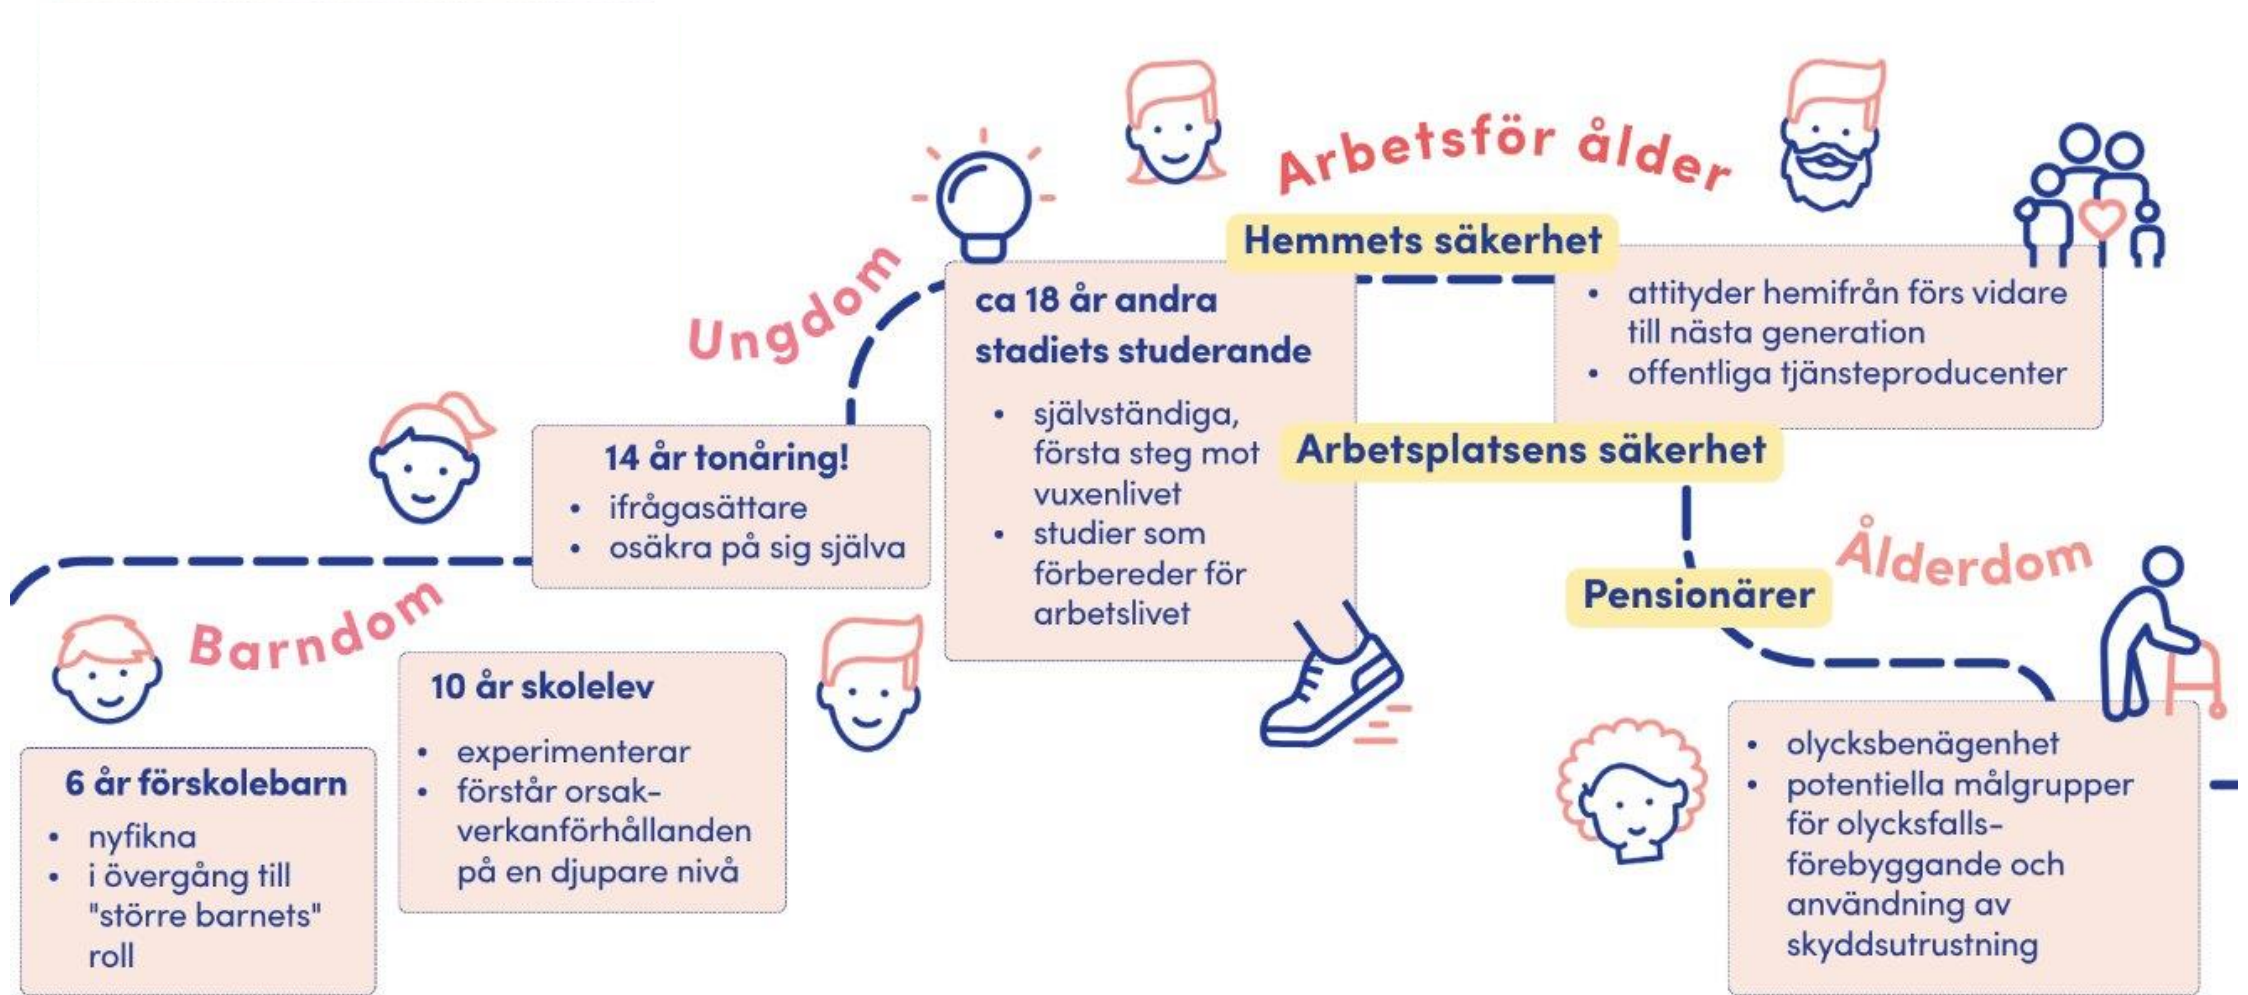 Barndom
6 år förskolebarn
• nyfikna
• i övergång till
"större barnets"
roll
10 år skolelev
• experimenterar
• förstår orsak-
verkanförhållanden
på en djupare nivå
Ungdom
14 år tonåring!
• ifrågasättare
• osäkra på sig själva
ca 18 år andra
stadiets studerande
• självständiga,
första steg mot
vuxenlivet
• studier som
förbereder för
arbetslivet
Arbetsför ålder
Hemmets säkerhet
• attityder hemifrån förs vidare
till nästa generation
• offentliga tjänsteproducenter
Arbetsplatsens säkerhet
Ålderdom
Pensionärer
• olycksbenägenhet
• potentiella målgrupper
för olycksfalls-
förebyggande och
användning av
skyddsutrustning